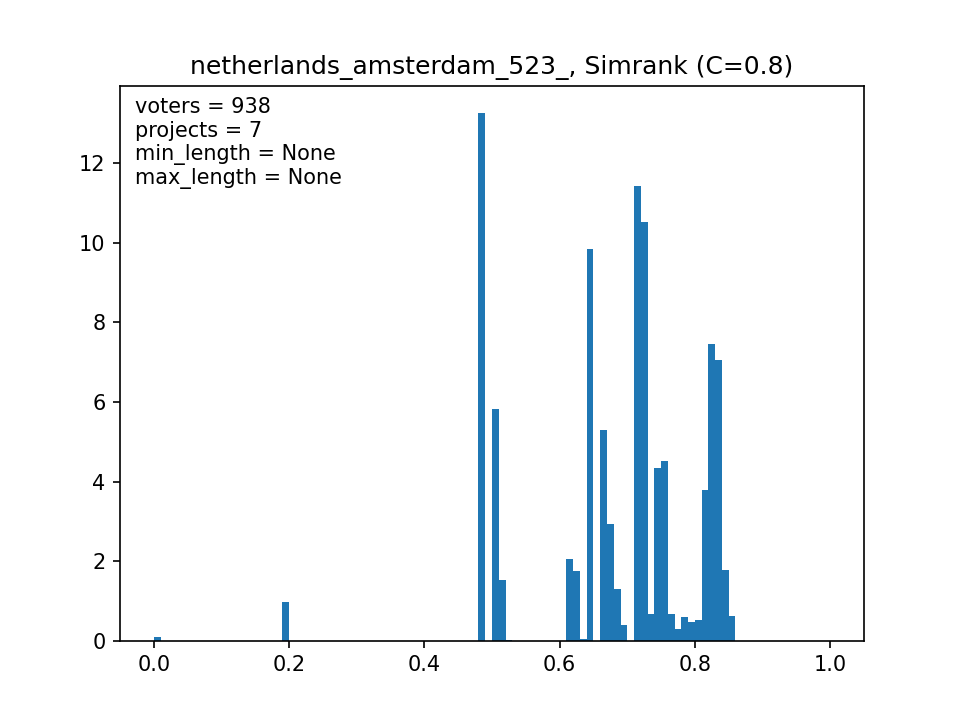 netherlands_amsterdam_523_, Simrank (C=0.8)
voters = 938
projects = 7
min_length = None
max_length = None
12
10
8
6
4
2
0
0.0 0.2 0.4 0.6 0.8 1.0